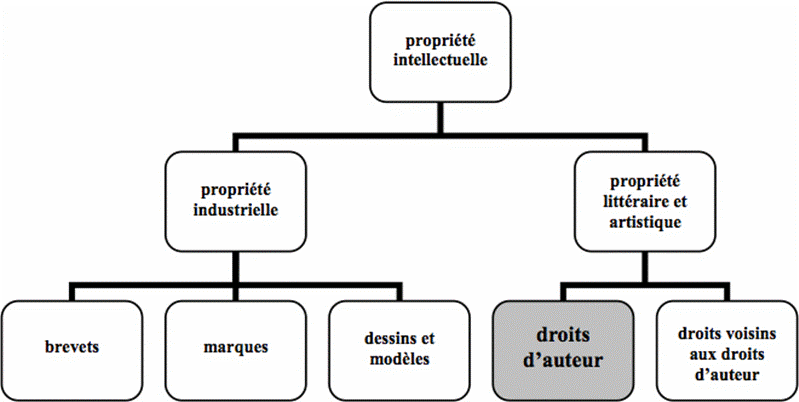 propriété
intellectuelle
propriété
industrielle
propriété
littéraire et
artistique
brevets
marques
dessins et
modèles
droits
d’auteur
droits voisins
aux droits
d’auteur